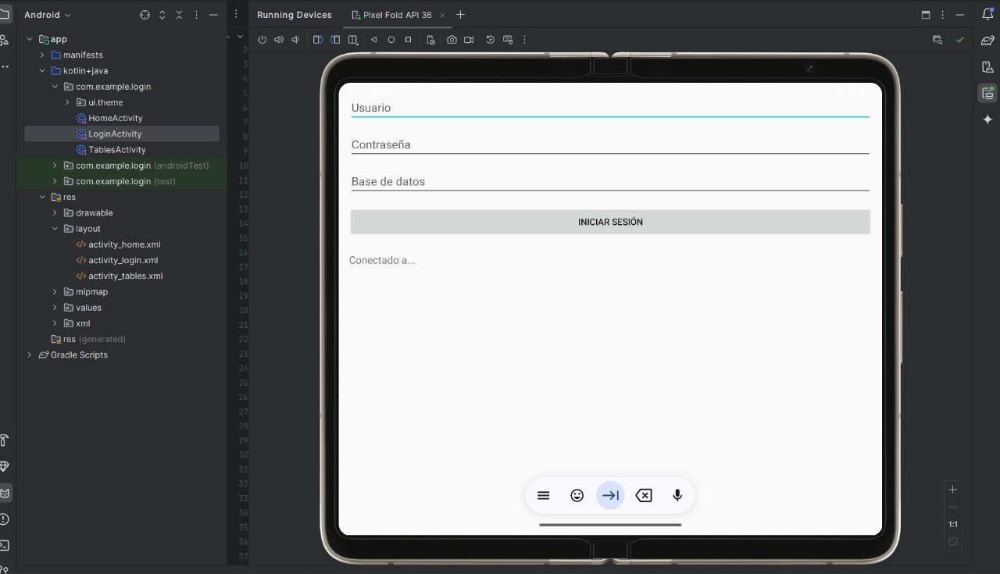 Android
Running Devices
Pixel Fold API 36
app
manifests
kotlin+java
com.example.login
ui.theme
HomeActivity
LoginActivity
TablesActivity
com.example.login (androidTest)
com.example.login (test)
res
drawable
layout
activity_home.xml
activity_login.xml
activity_tables.xml
mipmap
values
xml
res (generated)
Gradle Scripts
2
3
4
5
6
7
8
9
10
11
12
13
14
15
16
17
18
19
20
21
22
23
24
25
26
27
28
29
30
31
32
33
34
35
36
37
Usuario
Contraseña
Base de datos
INICIAR SESIÓN
Conectado a...
1:1